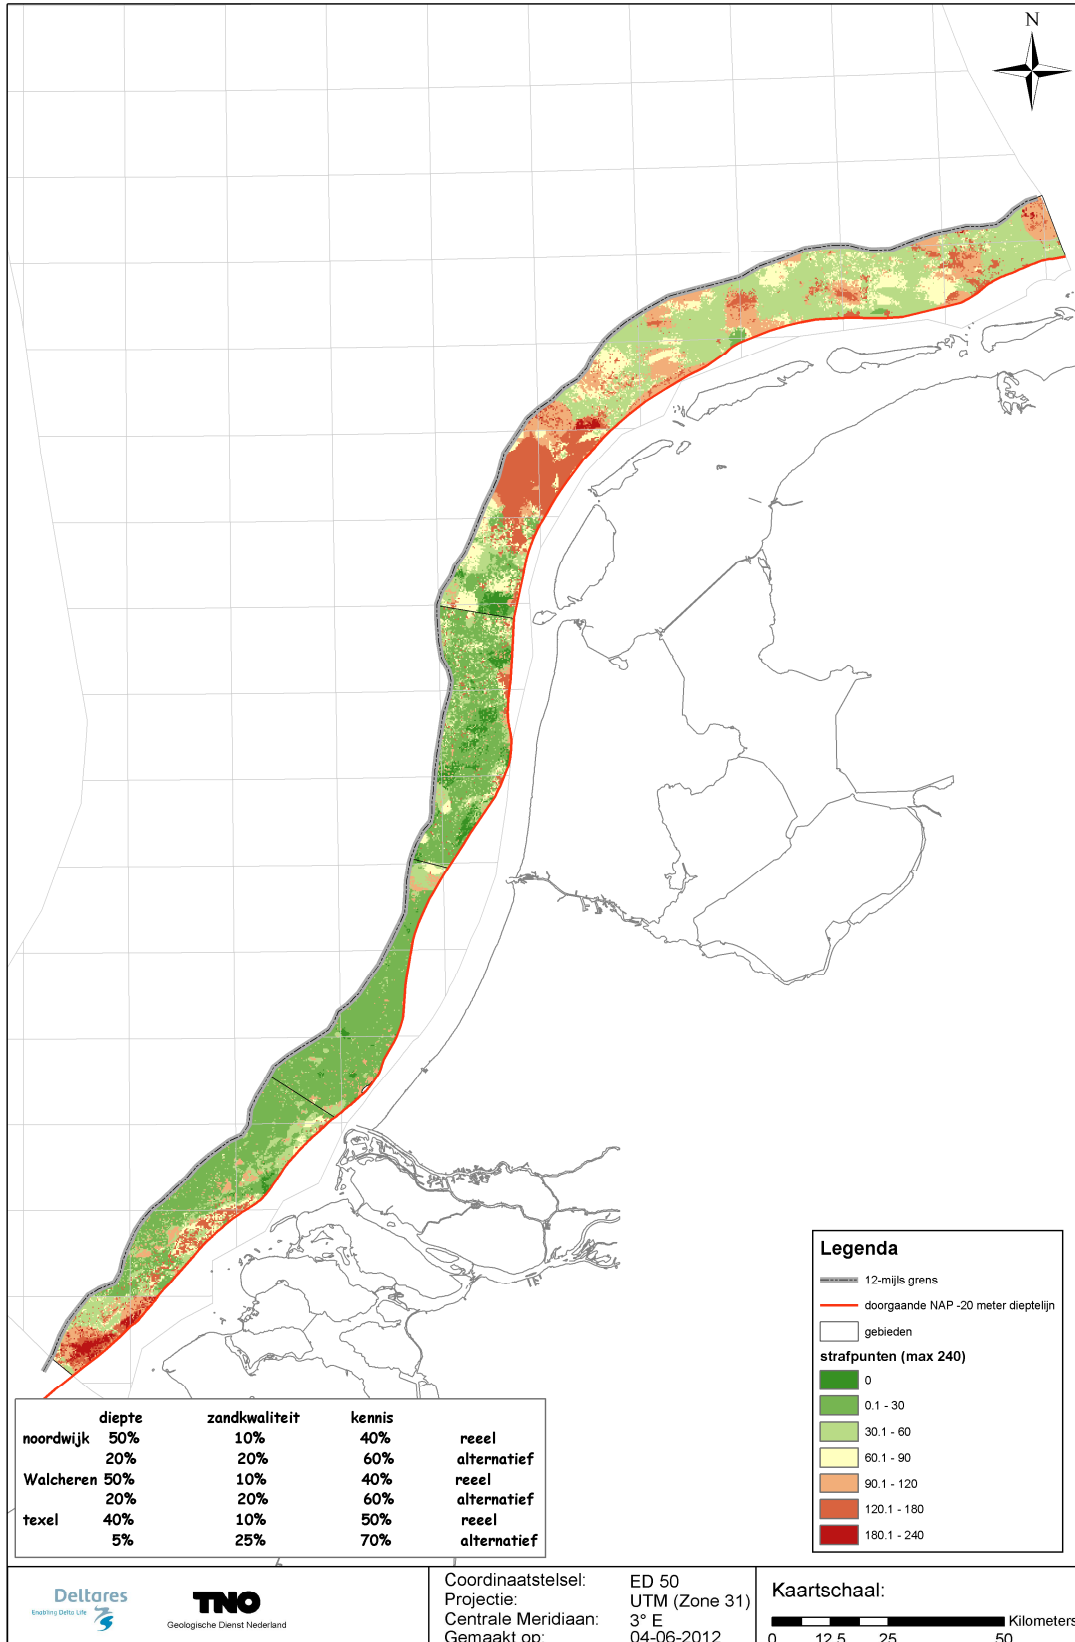 N
Legenda
12-mijls grens
doorgaande NAP -20 meter dieptelijn
gebieden
strafpunten (max 240)
0
0.1 - 30
30.1 - 60
60.1 - 90
90.1 - 120
120.1 - 180
180.1 - 240
diepte zandkwaliteit kennis
noordwijk 50% 10% 40% reeel
20% 20% 60% alternatief
Walcheren 50% 10% 40% reeel
20% 20% 60% alternatief
texel 40% 10% 50% reeel
5% 25% 70% alternatief
Deltares
Enabling Delta Life
TNO
Geologische Dienst Nederland
Coordinaatstelsel: ED 50
Projectie: UTM (Zone 31)
Centrale Meridiaan: 3° E
Gemaakt op: 04-06-2012
Kaartschaal:
Kilometers
0 12.5 25 50